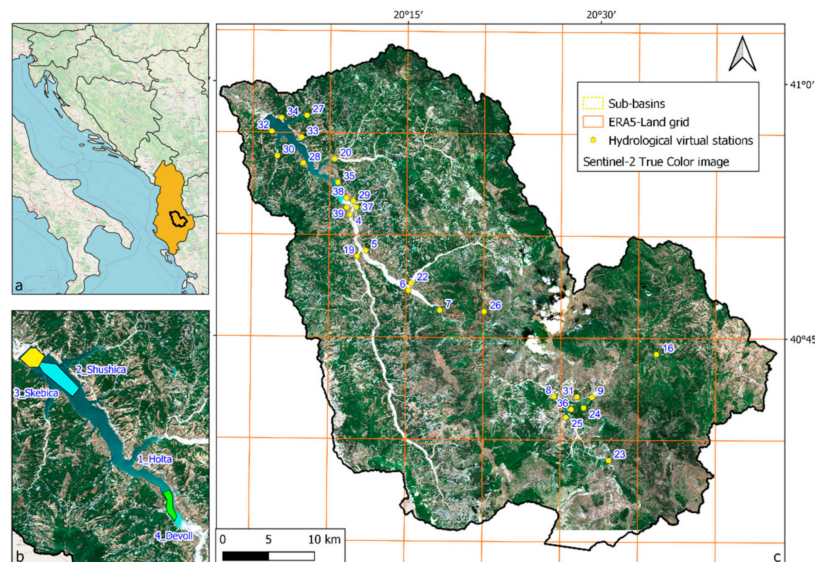 20°15'
20°30'
41°0'
40°45'
Sub-basins
ERA5-Land grid
Hydrological virtual stations
Sentinel-2 True Color image
34
27
32
33
30
28
20
35
38
29
37
39
4
5
19
22
6
7
26
16
8
31
9
36
24
25
23
a
2_Shushica
3_Skebica
1_Holta
4_Devoll
b
0
5
10 km
c